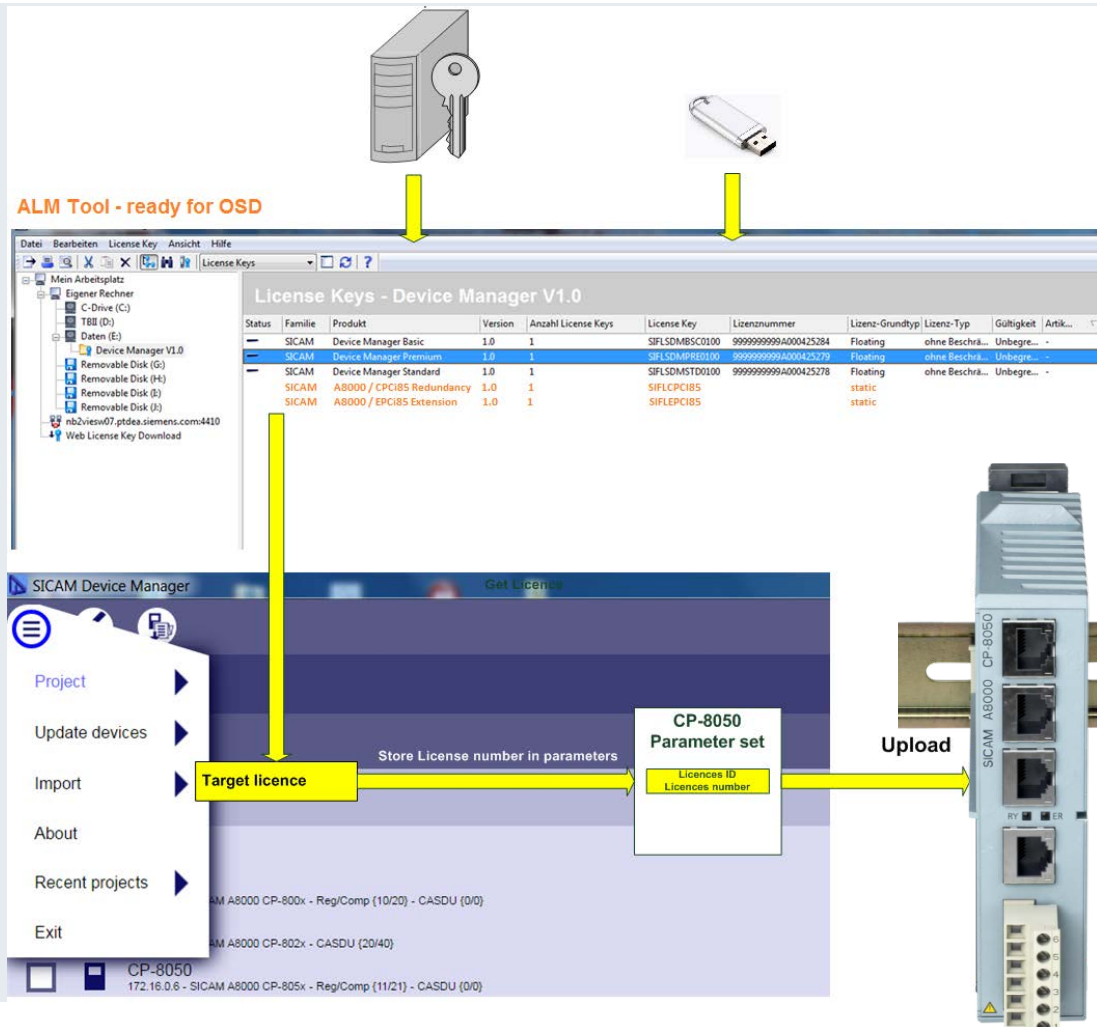 ALM Tool - ready for OSD
Datei Bearbeiten License Key Ansicht Hilfe
License Keys
?
Mein Arbeitsplatz
Eigener Rechner
C-Drive (C:)
TBII (D:)
Daten (E:)
Device Manager V1.0
Removable Disk (G:)
Removable Disk (H:)
Removable Disk (I:)
Removable Disk (J:)
nb2viesw07.ptdea.siemens.com:4410
Web License Key Download
License Keys - Device Manager V1.0
Status Familie Produkt Version Anzahl License Keys License Key Lizenznummer Lizenz-Grundtyp Lizenz-Typ Gültigkeit Artik...
SICAM Device Manager Basic 1.0 1 SIFLSDMBSC0100 9999999999A000425284 Floating ohne Beschrä... Unbegre... -
SICAM Device Manager Premium 1.0 1 SIFLSDMPRE0100 9999999999A000425279 Floating ohne Beschrä... Unbegre... -
SICAM Device Manager Standard 1.0 1 SIFLSDMSTD0100 9999999999A000425278 Floating ohne Beschrä... Unbegre... -
SICAM A8000 / CPCi85 Redundancy 1.0 1 SIFLCPCI85 static
SICAM A8000 / EPCi85 Extension 1.0 1 SIFLEPCI85 static
SICAM Device Manager
Get Licence
Project
Update devices
Import
About
Recent projects
Exit
Target licence
Store License number in parameters
CP-8050
Parameter set
Licences ID
Licences number
Upload
SICAM A8000 CP-8050
RY ER
6
5
4
3
2
AM A8000 CP-800x - Reg/Comp {10/20} - CASDU {0/0}
AM A8000 CP-802x - CASDU {20/40}
CP-8050
172.16.0.6 - SICAM A8000 CP-805x - Reg/Comp {11/21} - CASDU {0/0}